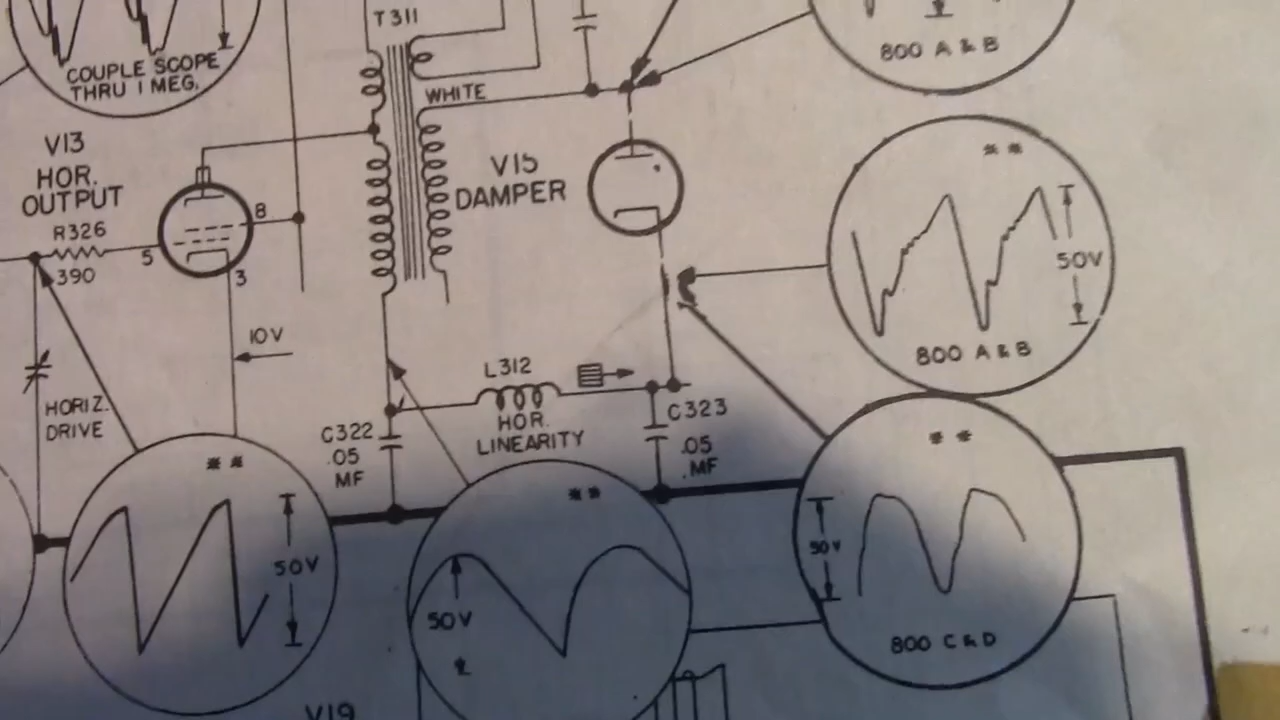 T311
COUPLE SCOPE
THRU 1 MEG.
800 A & B
WHITE
V13
HOR.
OUTPUT
V15
DAMPER
**
R326
390
5
8
3
50V
800 A & B
10V
L312
HOR.
LINEARITY
HORIZ.
DRIVE
C322
.05
MF
C323
.05
MF
**
50V
**
50V
**
50V
800 C & D
V19